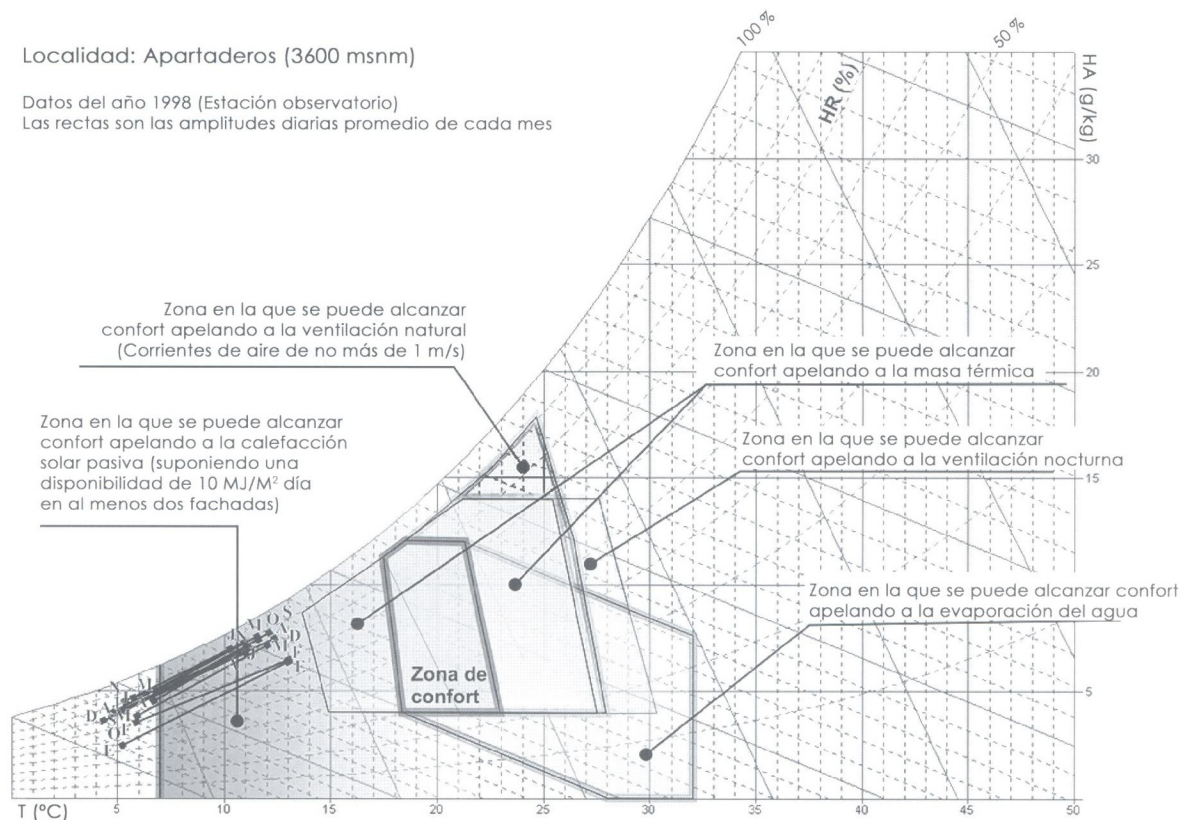 Localidad: Apartaderos (3600 msnm)
Datos del año 1998 (Estación observatorio)
Las rectas son las amplitudes diarias promedio de cada mes
100 %
50 %
HR (%)
HA (g/kg)
30
25
20
15
5
Zona en la que se puede alcanzar
confort apelando a la ventilación natural
(Corrientes de aire de no más de 1 m/s)
Zona en la que se puede alcanzar
confort apelando a la masa térmica
Zona en la que se puede alcanzar
confort apelando a la calefacción
solar pasiva (suponiendo una
disponibilidad de 10 MJ/M² día
en al menos dos fachadas)
Zona en la que se puede alcanzar
confort apelando a la ventilación nocturna
Zona en la que se puede alcanzar confort
apelando a la evaporación del agua
Zona de
confort
T (ºC)
5
10
15
20
25
30
35
40
45
50